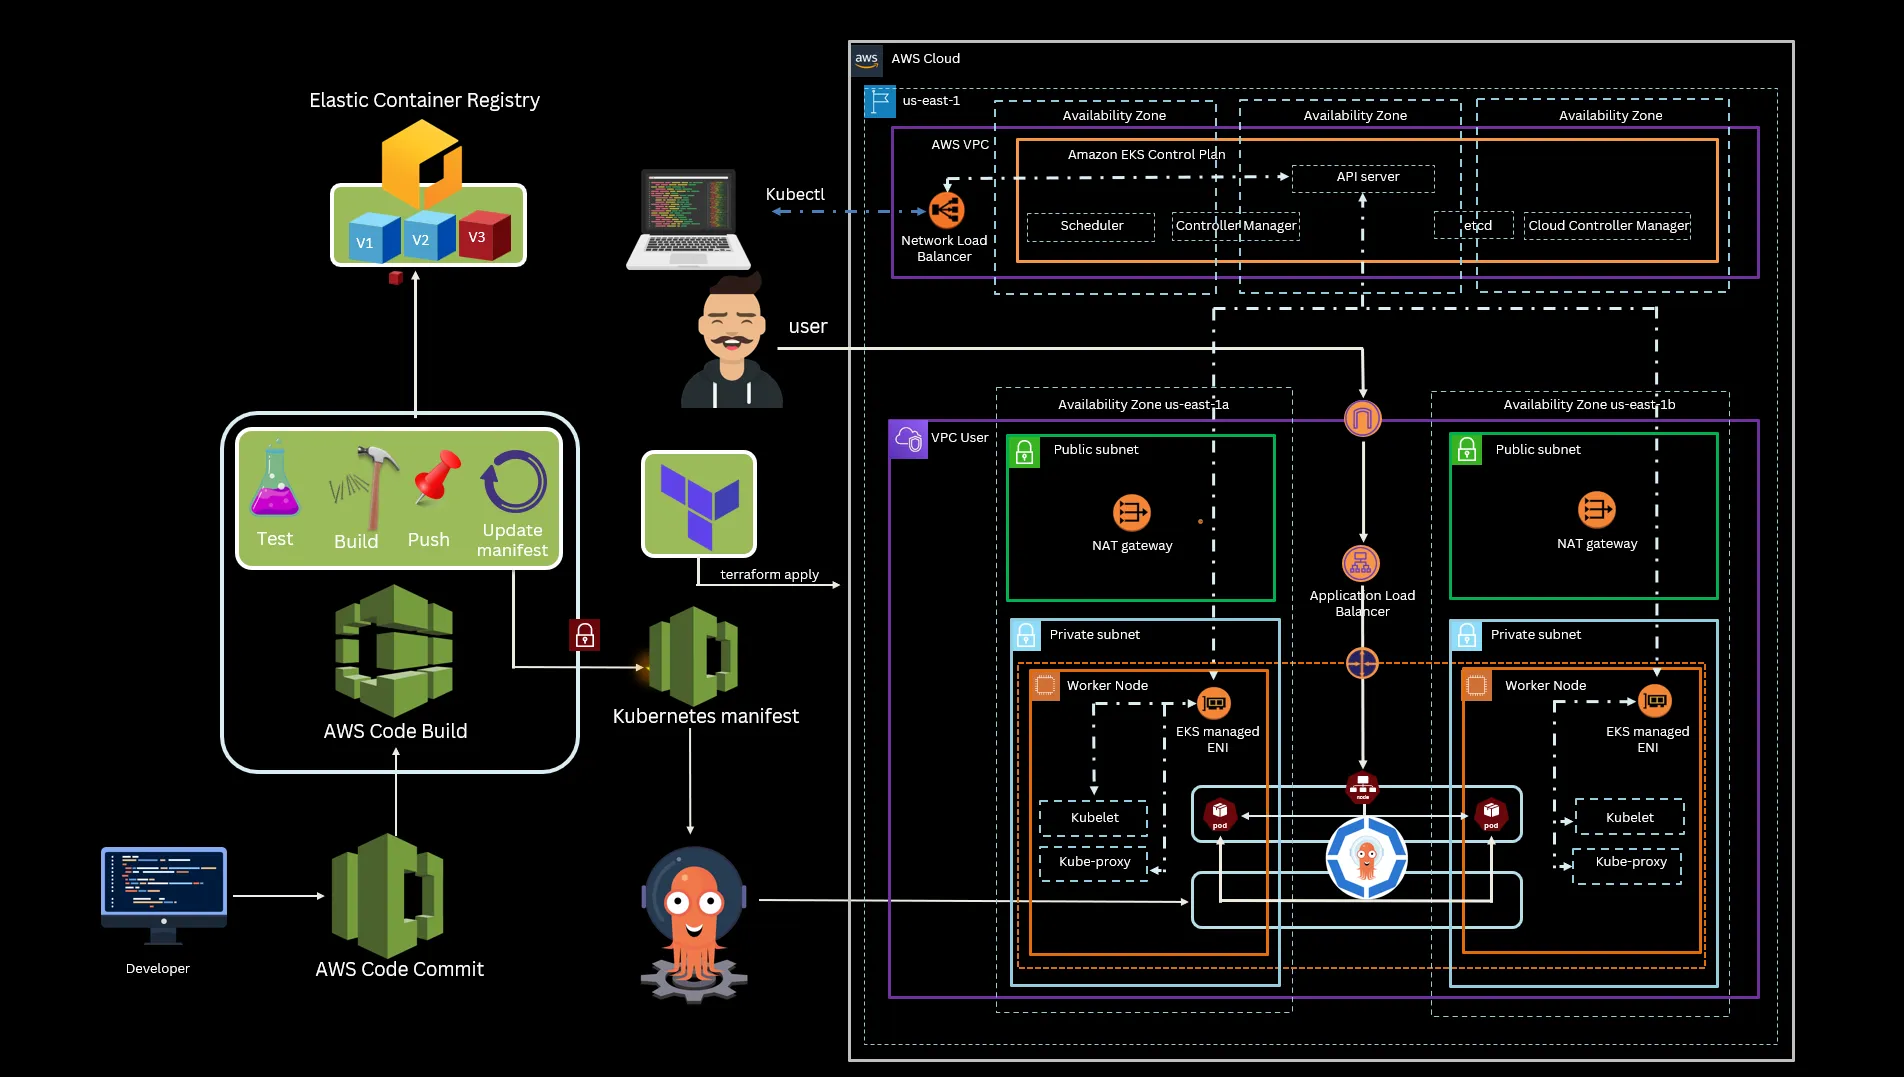 aws
AWS Cloud
us-east-1
Elastic Container Registry
V1
V2
V3
Kubectl
user
Availability Zone
Availability Zone
Availability Zone
AWS VPC
Amazon EKS Control Plan
API server
Scheduler
Controller Manager
etcd
Cloud Controller Manager
Network Load
Balancer
Test
Build
Push
Update
manifest
AWS Code Build
terraform apply
Kubernetes manifest
Developer
AWS Code Commit
Availability Zone us-east-1a
Availability Zone us-east-1b
VPC User
Public subnet
Public subnet
NAT gateway
NAT gateway
Application Load
Balancer
Private subnet
Private subnet
Worker Node
Worker Node
EKS managed
ENI
EKS managed
ENI
node
pod
pod
Kubelet
Kubelet
Kube-proxy
Kube-proxy